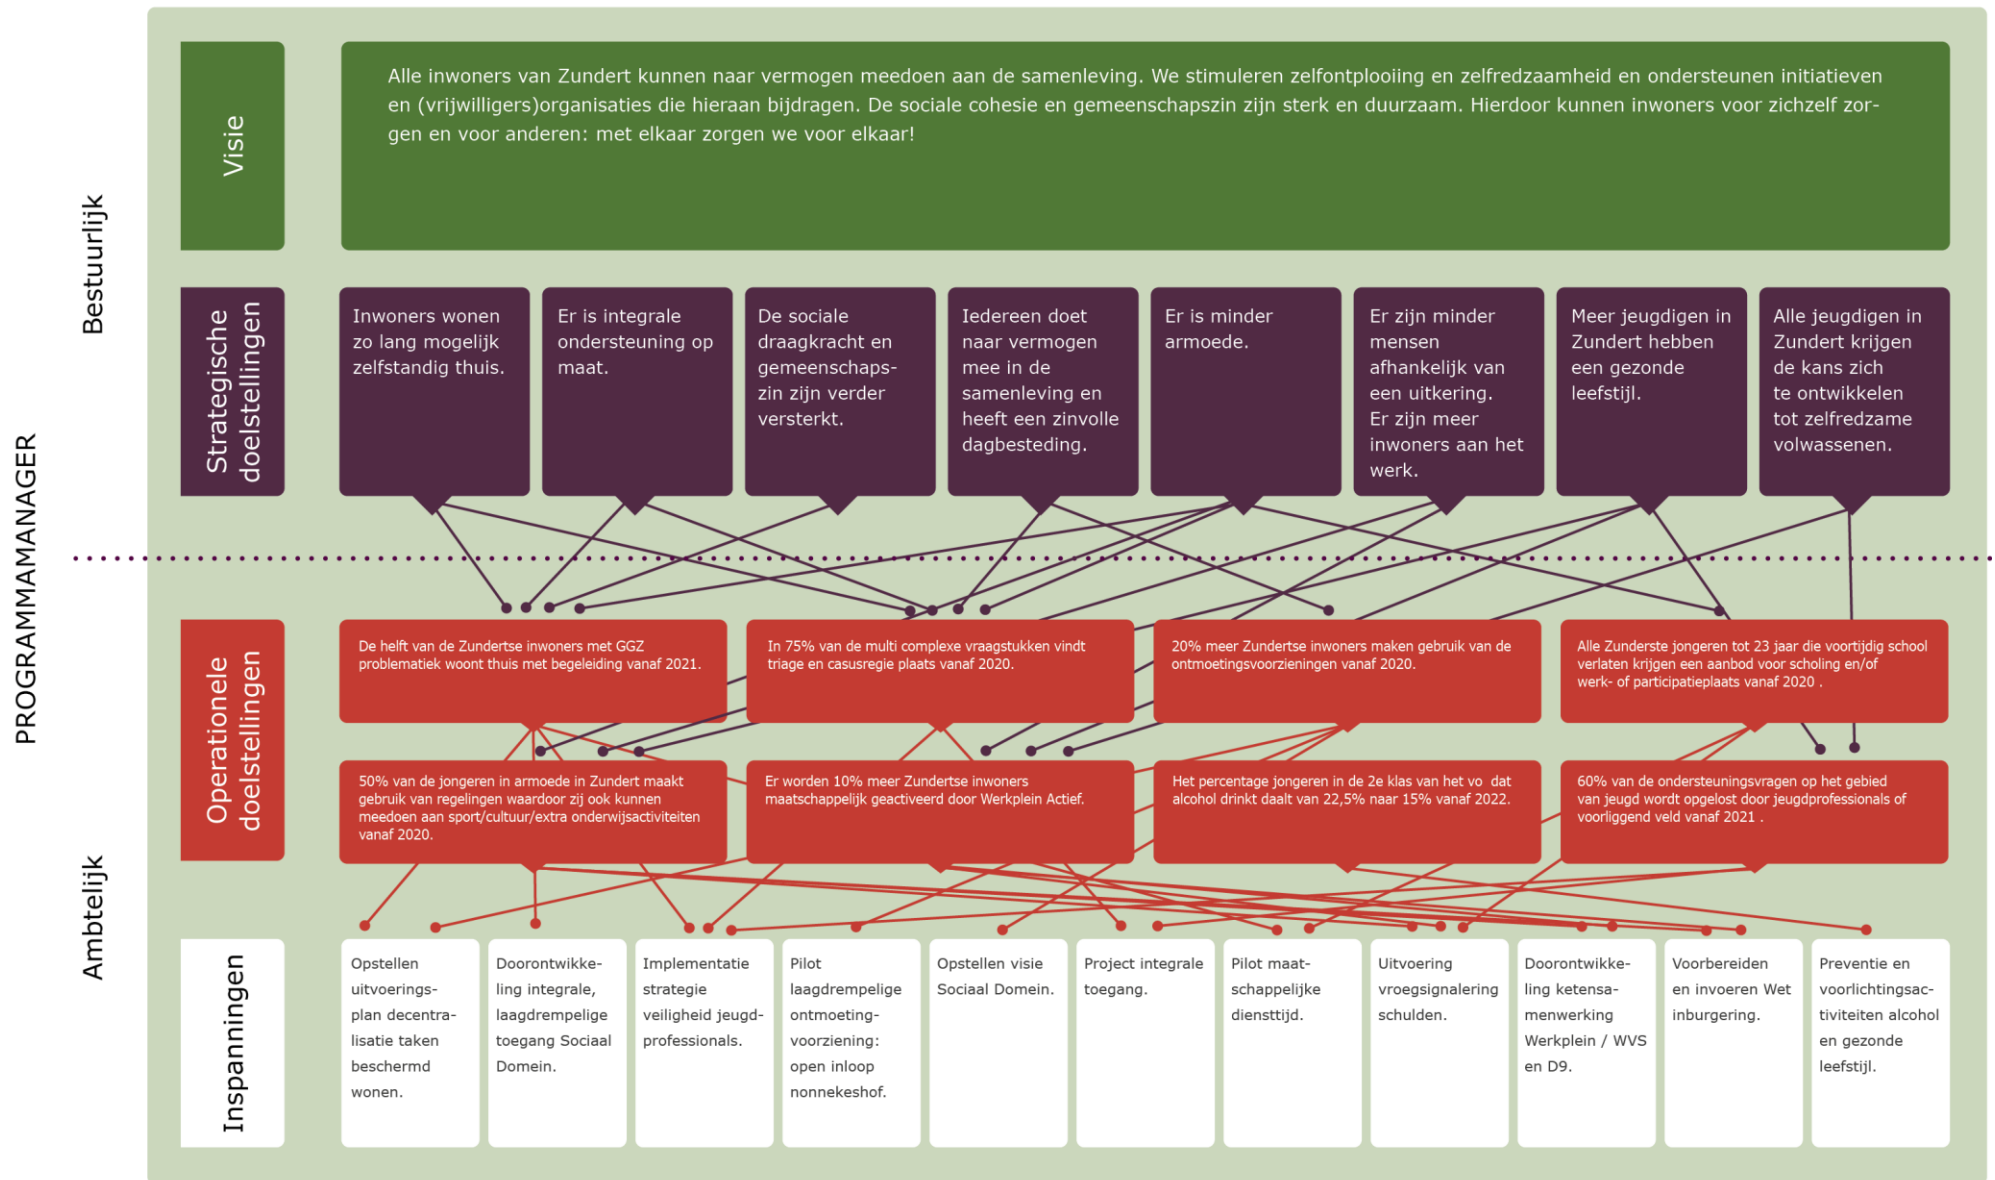 PROGRAMMAMANAGER
Bestuurlijk
Ambtelijk
Visie
Alle inwoners van Zundert kunnen naar vermogen meedoen aan de samenleving. We stimuleren zelfontplooiing en zelfredzaamheid en ondersteunen initiatieven
en (vrijwilligers)organisaties die hieraan bijdragen. De sociale cohesie en gemeenschapszin zijn sterk en duurzaam. Hierdoor kunnen inwoners voor zichzelf zor-
gen en voor anderen: met elkaar zorgen we voor elkaar!
Strategische
doelstellingen
Inwoners wonen
zo lang mogelijk
zelfstandig thuis.
Er is integrale
ondersteuning op
maat.
De sociale
draagkracht en
gemeenschaps-
zin zijn verder
versterkt.
Iedereen doet
naar vermogen
mee in de
samenleving en
heeft een zinvolle
dagbesteding.
Er is minder
armoede.
Er zijn minder
mensen
afhankelijk van
een uitkering.
Er zijn meer
inwoners aan het
werk.
Meer jeugdigen in
Zundert hebben
een gezonde
leefstijl.
Alle jeugdigen in
Zundert krijgen
de kans zich
te ontwikkelen
tot zelfredzame
volwassenen.
Operationele
doelstellingen
De helft van de Zundertse inwoners met GGZ
problematiek woont thuis met begeleiding vanaf 2021.
In 75% van de multi complexe vraagstukken vindt
triage en casusregie plaats vanaf 2020.
20% meer Zundertse inwoners maken gebruik van de
ontmoetingsvoorzieningen vanaf 2020.
Alle Zunderste jongeren tot 23 jaar die voortijdig school
verlaten krijgen een aanbod voor scholing en/of
werk- of participatieplaats vanaf 2020 .
50% van de jongeren in armoede in Zundert maakt
gebruik van regelingen waardoor zij ook kunnen
meedoen aan sport/cultuur/extra onderwijsactiviteiten
vanaf 2020.
Er worden 10% meer Zundertse inwoners
maatschappelijk geactiveerd door Werkplein Actief.
Het percentage jongeren in de 2e klas van het vo  dat
alcohol drinkt daalt van 22,5% naar 15% vanaf 2022.
60% van de ondersteuningsvragen op het gebied
van jeugd wordt opgelost door jeugdprofessionals of
voorliggend veld vanaf 2021 .
Inspanningen
Opstellen
uitvoerings-
plan decentra-
lisatie taken
beschermd
wonen.
Doorontwikke-
ling integrale,
laagdrempelige
toegang Sociaal
Domein.
Implementatie
strategie
veiligheid jeugd-
professionals.
Pilot
laagdrempelige
ontmoeting-
voorziening:
open inloop
nonnekeshof.
Opstellen visie
Sociaal Domein.
Project integrale
toegang.
Pilot maat-
schappelijke
diensttijd.
Uitvoering
vroegsignalering
schulden.
Doorontwikke-
ling ketensa-
menwerking
Werkplein / WVS
en D9.
Voorbereiden
en invoeren Wet
inburgering.
Preventie en
voorlichtingsac-
tiviteiten alcohol
en gezonde
leefstijl.